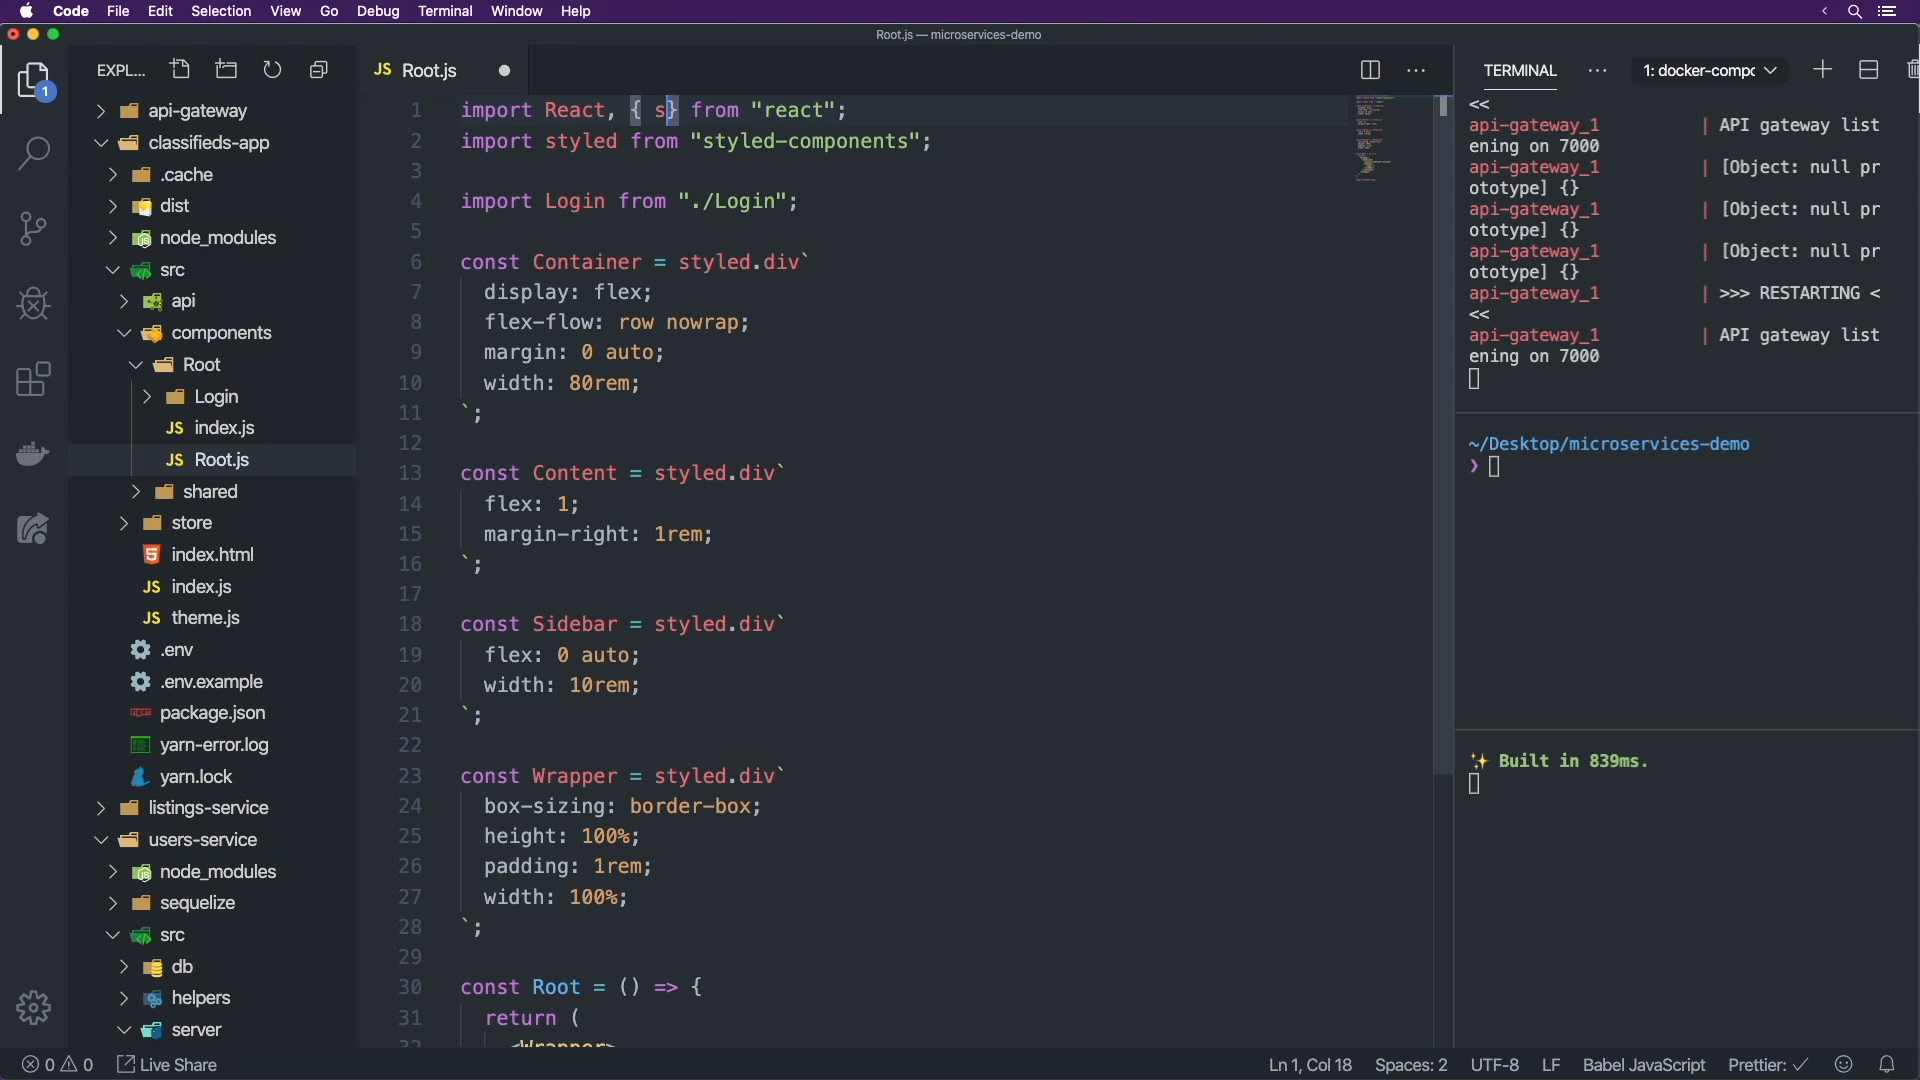 Code File Edit Selection View Go Debug Terminal Window Help
Root.js — microservices-demo
EXPL...
api-gateway
classifieds-app
.cache
dist
node_modules
src
api
components
Root
Login
JS index.js
JS Root.js
shared
store
index.html
JS index.js
JS theme.js
.env
.env.example
package.json
yarn-error.log
yarn.lock
listings-service
users-service
node_modules
sequelize
src
db
helpers
server
1
JS Root.js
1 import React, { s} from "react";
2 import styled from "styled-components";
3
4 import Login from "./Login";
5
6 const Container = styled.div`
7 display: flex;
8 flex-flow: row nowrap;
9 margin: 0 auto;
10 width: 80rem;
11 `;
12
13 const Content = styled.div`
14 flex: 1;
15 margin-right: 1rem;
16 `;
17
18 const Sidebar = styled.div`
19 flex: 0 auto;
20 width: 10rem;
21 `;
22
23 const Wrapper = styled.div`
24 box-sizing: border-box;
25 height: 100%;
26 padding: 1rem;
27 width: 100%;
28 `;
29
30 const Root = () => {
31 return (
32 <Wrapper>
TERMINAL ... 1: docker-compc
<<
api-gateway_1 | API gateway list
ening on 7000
api-gateway_1 | [Object: null pr
ototype] {}
api-gateway_1 | [Object: null pr
ototype] {}
api-gateway_1 | [Object: null pr
ototype] {}
api-gateway_1 | >>> RESTARTING <
<<
api-gateway_1 | API gateway list
ening on 7000
~/Desktop/microservices-demo
❯
✨ Built in 839ms.
0 0 Live Share Ln 1, Col 18 Spaces: 2 UTF-8 LF Babel JavaScript Prettier: ✓